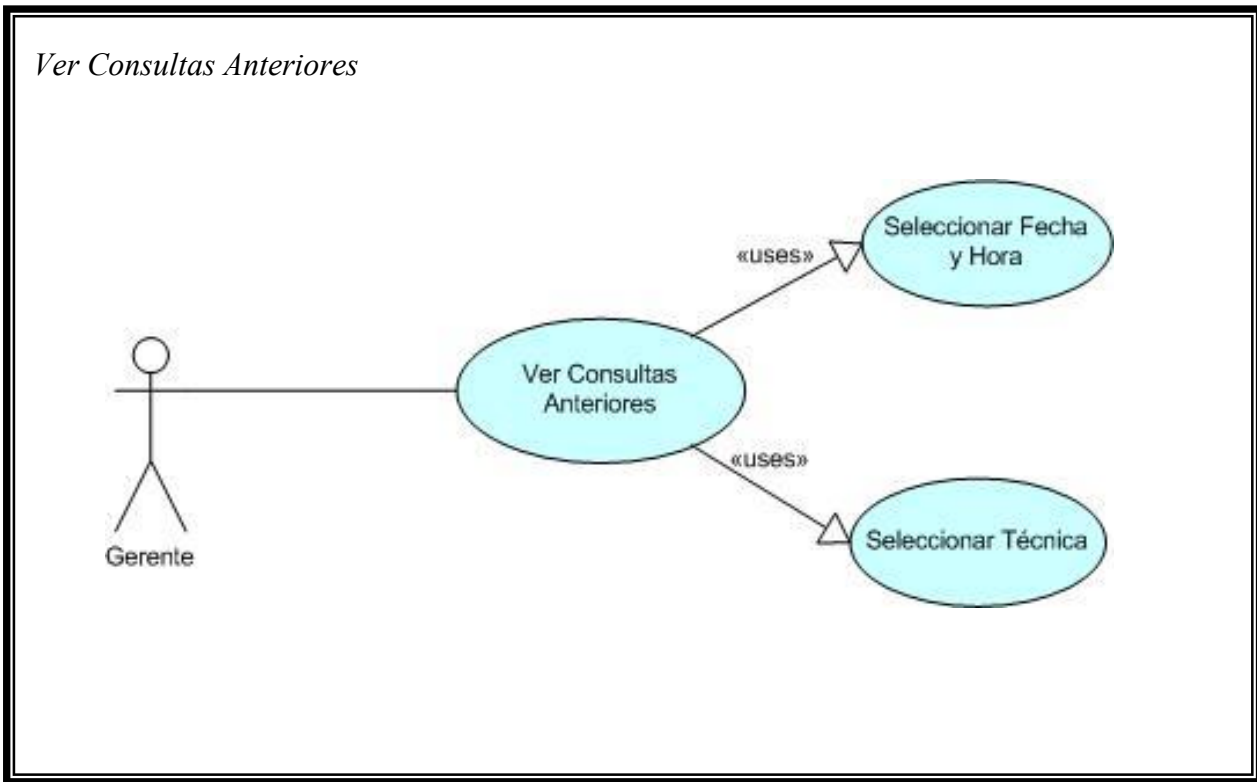 Ver Consultas Anteriores
Seleccionar Fecha
y Hora
«uses»
Ver Consultas
Anteriores
«uses»
Seleccionar Técnica
Gerente